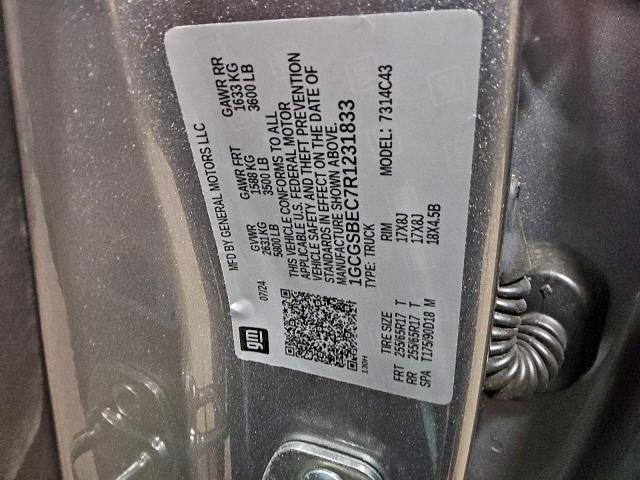 gm
MFD BY GENERAL MOTORS LLC
07/24
GVWR GAWR FRT GAWR RR
2631 KG 1588 KG 1633 KG
5800 LB 3500 LB 3600 LB
THIS VEHICLE CONFORMS TO ALL
APPLICABLE U.S. FEDERAL MOTOR
VEHICLE SAFETY AND THEFT PREVENTION
STANDARDS IN EFFECT ON THE DATE OF
MANUFACTURE SHOWN ABOVE.
1GCGSBEC7R1231833
TYPE: TRUCK MODEL: 7314C43
TIRE SIZE RIM
FRT 255/65R17 T 17X8J
RR 255/65R17 T 17X8J
SPA T175/90D18 M 18X4.5B